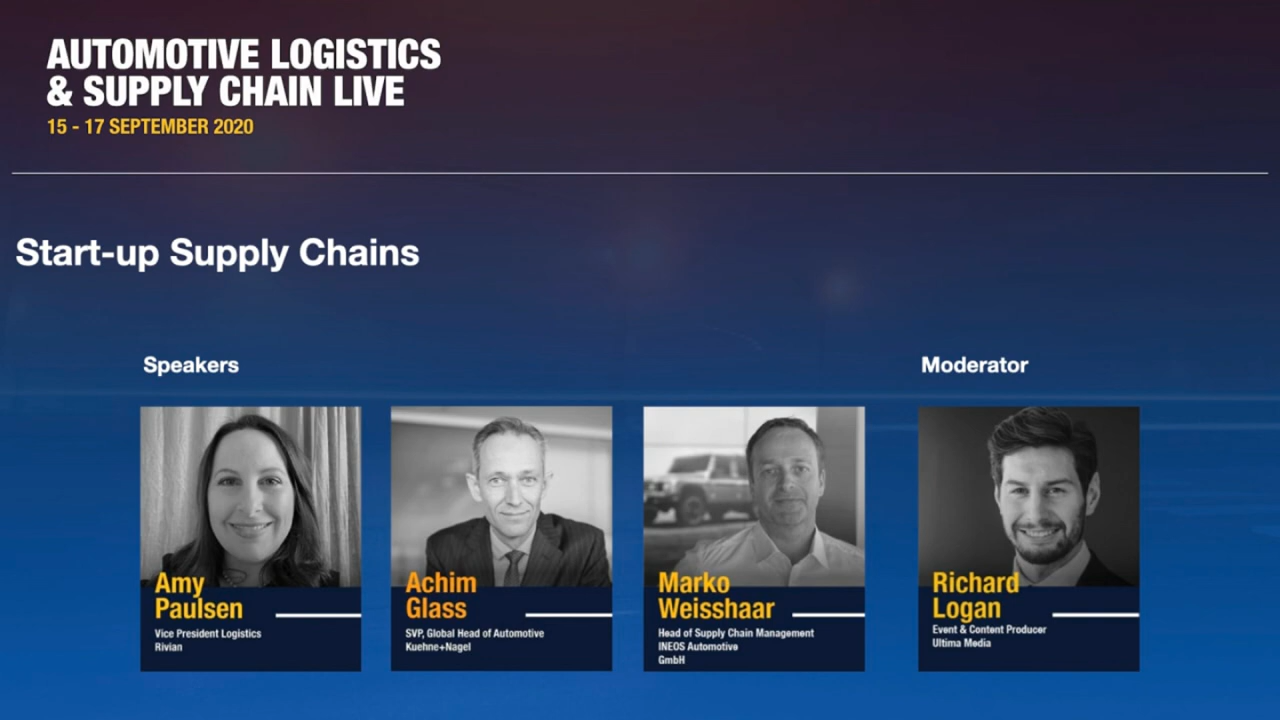 AUTOMOTIVE LOGISTICS
& SUPPLY CHAIN LIVE
15 - 17 SEPTEMBER 2020
Start-up Supply Chains
Speakers
Moderator
Amy
Paulsen
Vice President Logistics
Rivian
Achim
Glass
SVP, Global Head of Automotive
Kuehne+Nagel
Marko
Weisshaar
Head of Supply Chain Management
INEOS Automotive
GmbH
Richard
Logan
Event & Content Producer
Ultima Media